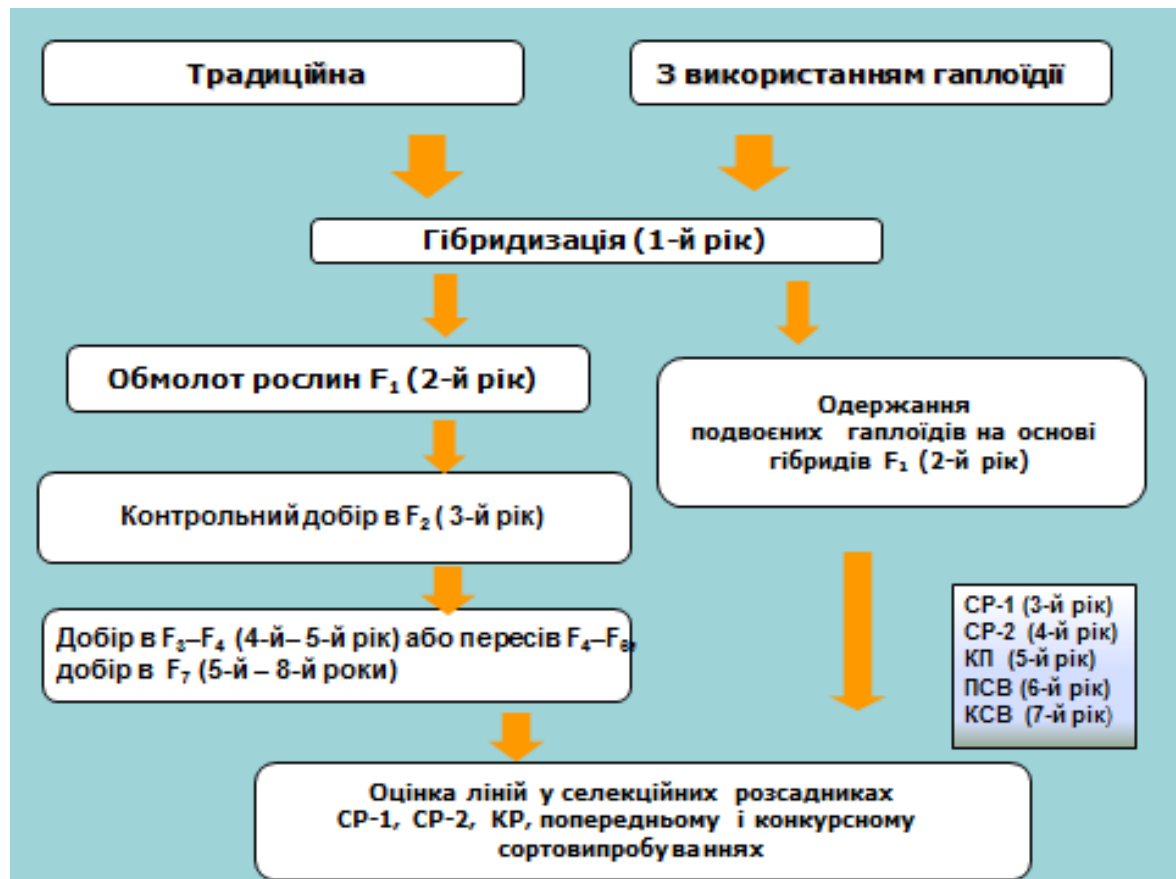 Традиційна
З використанням гаплоїдії
Гібридизація (1-й рік)
Обмолот рослин F₁ (2-й рік)
Одержання
подвоєних гаплоїдів на основі
гібридів F₁ (2-й рік)
Контрольний добір в F₂ ( 3-й рік)
Добір в F₃–F₄ (4-й– 5-й рік) або пересів F₄–F₆,
добір в F₇ (5-й – 8-й роки)
СР-1 (3-й рік)
СР-2 (4-й рік)
КП (5-й рік)
ПСВ (6-й рік)
КСВ (7-й рік)
Оцінка ліній у селекційних розсадниках
СР-1, СР-2, КР, попередньому і конкурсному
сортовипробуваннях